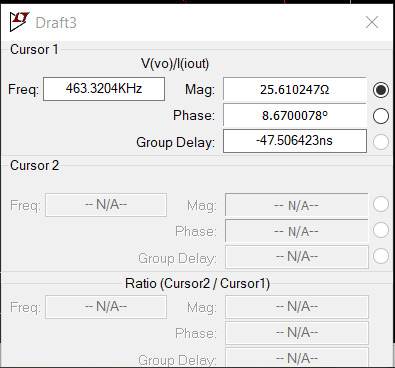 Draft3
Cursor 1
V(vo)/I(iout)
Freq: 463.3204KHz Mag: 25.610247Ω
Phase: 8.6700078º
Group Delay: -47.506423ns
Cursor 2
Freq: -- N/A-- Mag: -- N/A--
Phase: -- N/A--
Group Delay: -- N/A--
Ratio (Cursor2 / Cursor1)
Freq: -- N/A-- Mag: -- N/A--
Phase: -- N/A--
Group Delay: -- N/A--